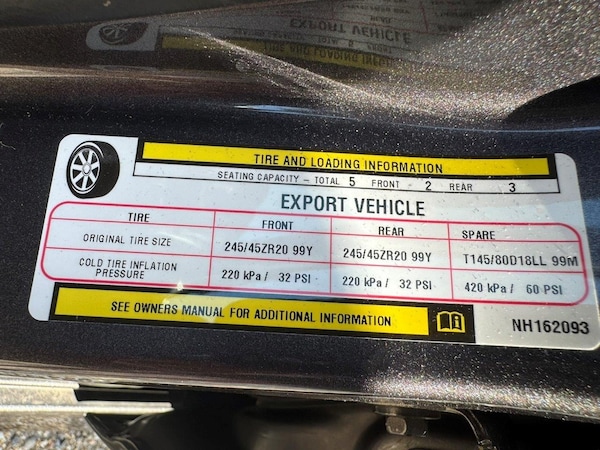 TIRE AND LOADING INFORMATION
SEATING CAPACITY – TOTAL 5 FRONT - 2 REAR 3
EXPORT VEHICLE
TIRE FRONT REAR SPARE
ORIGINAL TIRE SIZE 245/45ZR20 99Y 245/45ZR20 99Y T145/80D18LL 99M
COLD TIRE INFLATION PRESSURE 220 kPa / 32 PSI 220 kPa / 32 PSI 420 kPa / 60 PSI
SEE OWNERS MANUAL FOR ADDITIONAL INFORMATION
NH162093